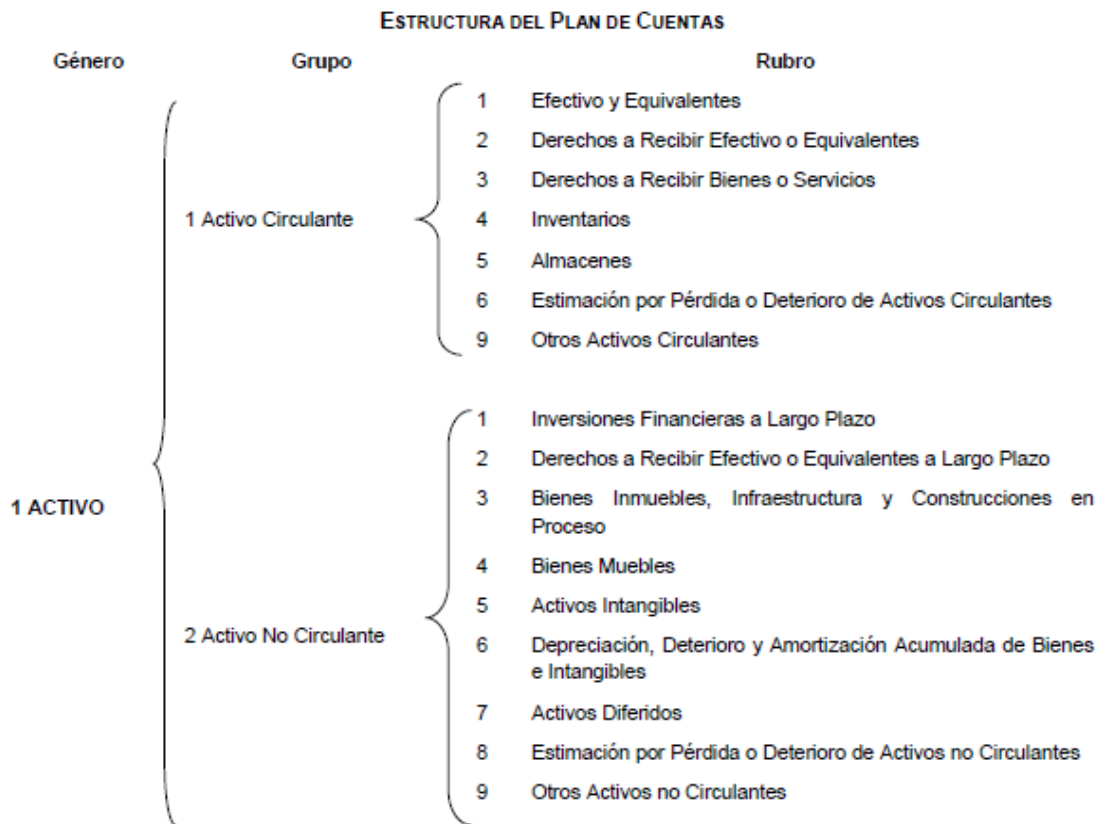 ESTRUCTURA DEL PLAN DE CUENTAS
Género Grupo Rubro
1 ACTIVO
1 Activo Circulante
1 Efectivo y Equivalentes
2 Derechos a Recibir Efectivo o Equivalentes
3 Derechos a Recibir Bienes o Servicios
4 Inventarios
5 Almacenes
6 Estimación por Pérdida o Deterioro de Activos Circulantes
9 Otros Activos Circulantes
2 Activo No Circulante
1 Inversiones Financieras a Largo Plazo
2 Derechos a Recibir Efectivo o Equivalentes a Largo Plazo
3 Bienes Inmuebles, Infraestructura y Construcciones en
Proceso
4 Bienes Muebles
5 Activos Intangibles
6 Depreciación, Deterioro y Amortización Acumulada de Bienes
e Intangibles
7 Activos Diferidos
8 Estimación por Pérdida o Deterioro de Activos no Circulantes
9 Otros Activos no Circulantes